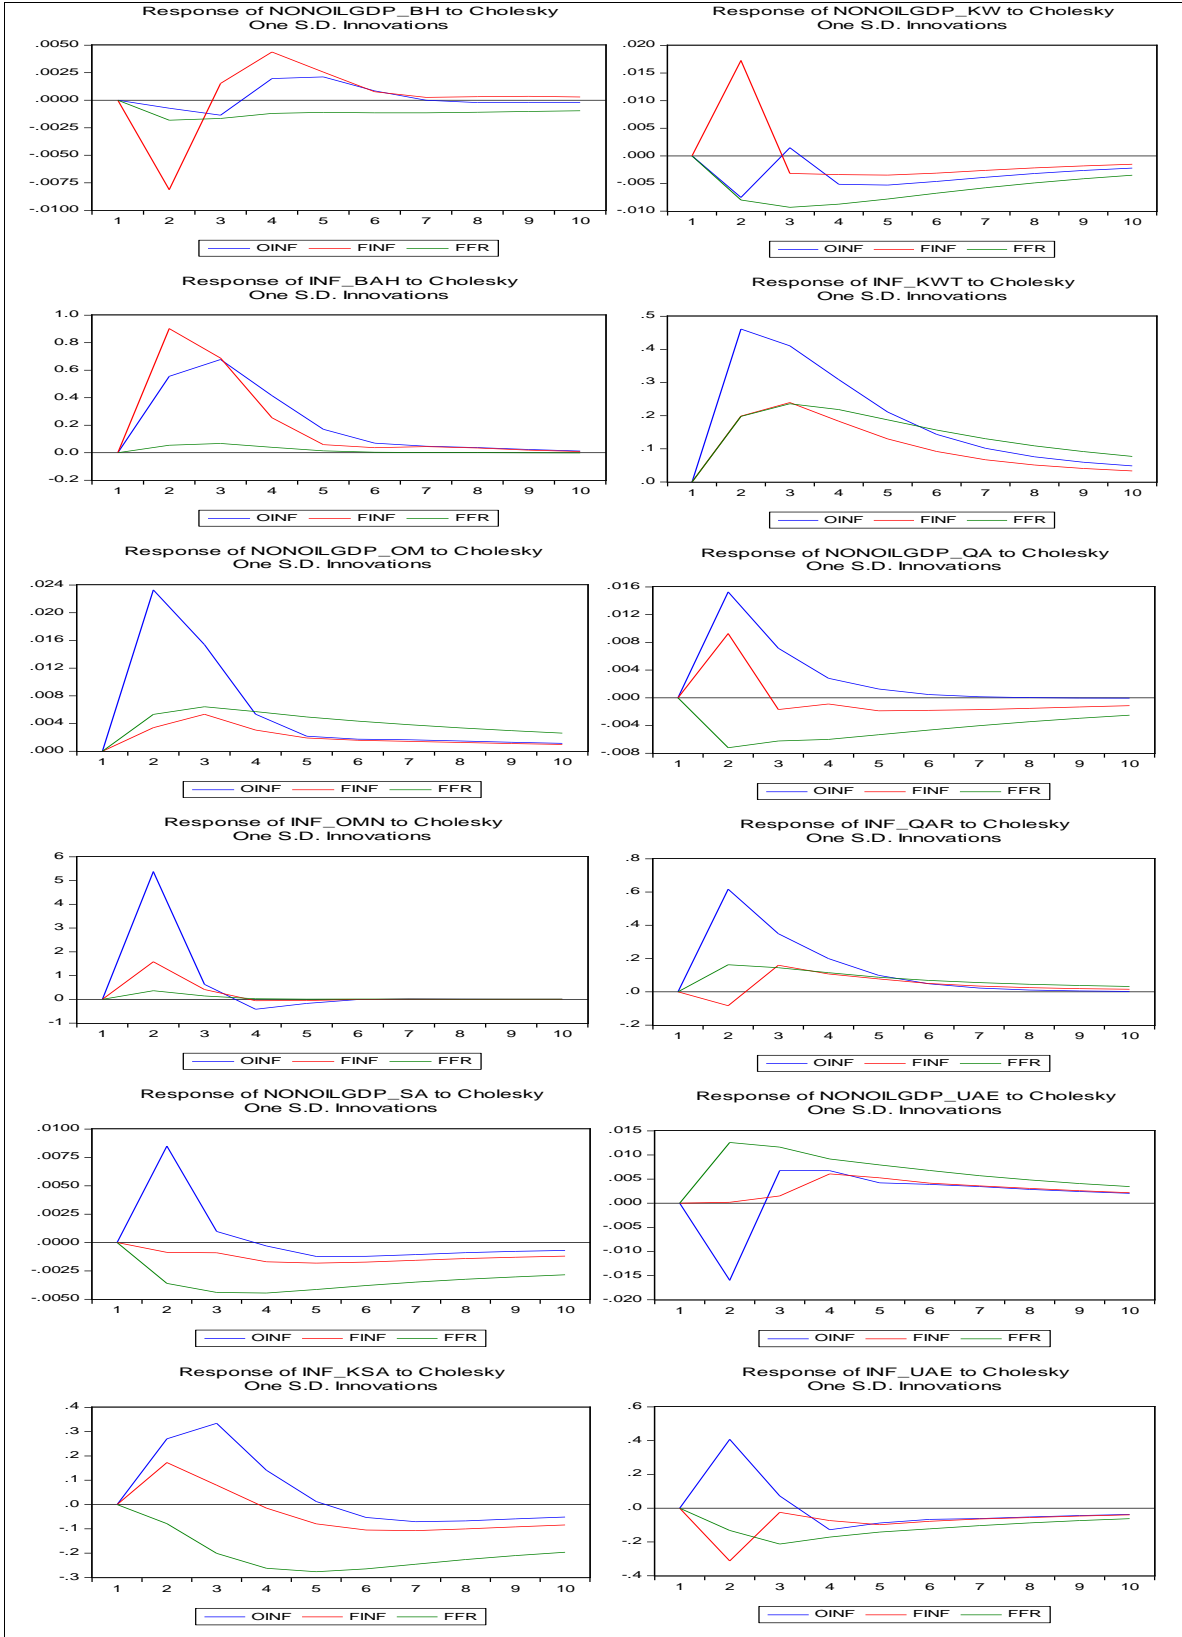 Response of NONOILGDP_BH to Cholesky
One S.D. Innovations
.0050
.0025
.0000
-.0025
-.0050
-.0075
-.0100
1 2 3 4 5 6 7 8 9 10
OINF FINF FFR
Response of NONOILGDP_KW to Cholesky
One S.D. Innovations
.020
.015
.010
.005
.000
-.005
-.010
1 2 3 4 5 6 7 8 9 10
OINF FINF FFR
Response of INF_BAH to Cholesky
One S.D. Innovations
1.0
0.8
0.6
0.4
0.2
0.0
-0.2
1 2 3 4 5 6 7 8 9 10
OINF FINF FFR
Response of INF_KWT to Cholesky
One S.D. Innovations
.5
.4
.3
.2
.1
.0
1 2 3 4 5 6 7 8 9 10
OINF FINF FFR
Response of NONOILGDP_OM to Cholesky
One S.D. Innovations
.024
.020
.016
.012
.008
.004
.000
1 2 3 4 5 6 7 8 9 10
OINF FINF FFR
Response of NONOILGDP_QA to Cholesky
One S.D. Innovations
.016
.012
.008
.004
.000
-.004
-.008
1 2 3 4 5 6 7 8 9 10
OINF FINF FFR
Response of INF_OMN to Cholesky
One S.D. Innovations
6
5
4
3
2
1
0
-1
1 2 3 4 5 6 7 8 9 10
OINF FINF FFR
Response of INF_QAR to Cholesky
One S.D. Innovations
.8
.6
.4
.2
.0
-.2
1 2 3 4 5 6 7 8 9 10
OINF FINF FFR
Response of NONOILGDP_SA to Cholesky
One S.D. Innovations
.0100
.0075
.0050
.0025
.0000
-.0025
-.0050
1 2 3 4 5 6 7 8 9 10
OINF FINF FFR
Response of NONOILGDP_UAE to Cholesky
One S.D. Innovations
.015
.010
.005
.000
-.005
-.010
-.015
-.020
1 2 3 4 5 6 7 8 9 10
OINF FINF FFR
Response of INF_KSA to Cholesky
One S.D. Innovations
.4
.3
.2
.1
.0
-.1
-.2
-.3
1 2 3 4 5 6 7 8 9 10
OINF FINF FFR
Response of INF_UAE to Cholesky
One S.D. Innovations
.6
.4
.2
.0
-.2
-.4
1 2 3 4 5 6 7 8 9 10
OINF FINF FFR